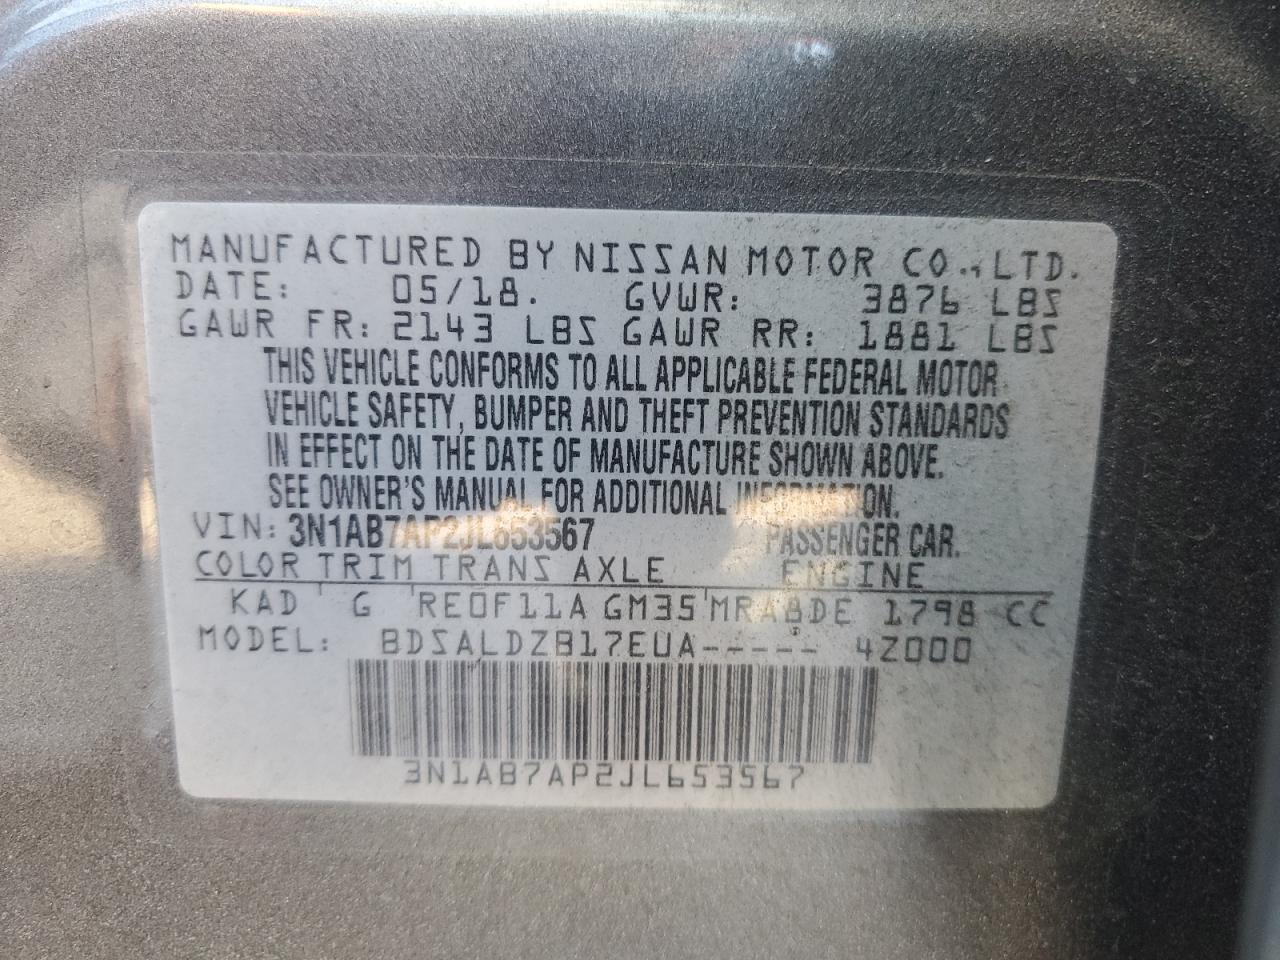 MANUFACTURED BY NISSAN MOTOR CO., LTD.
DATE: 05/18. GVWR: 3876 LBS
GAWR FR: 2143 LBS GAWR RR: 1881 LBS
THIS VEHICLE CONFORMS TO ALL APPLICABLE FEDERAL MOTOR
VEHICLE SAFETY, BUMPER AND THEFT PREVENTION STANDARDS
IN EFFECT ON THE DATE OF MANUFACTURE SHOWN ABOVE.
SEE OWNER'S MANUAL FOR ADDITIONAL INFORMATION.
VIN: 3N1AB7AP2JL653567 PASSENGER CAR.
COLOR TRIM TRANS AXLE ENGINE
KAD G RE0F11A GM35 MRA8DE 1798 CC
MODEL: BDSALDZB17EUA----- 4Z000
3N1AB7AP2JL653567